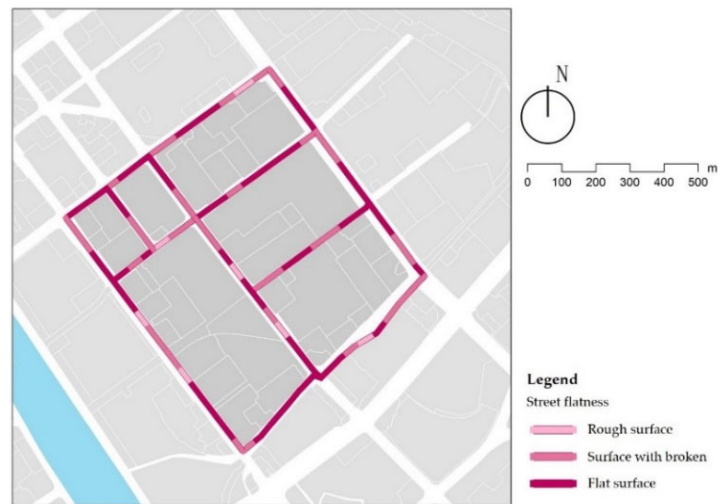 N
0 100 200 300 400 500 m
Legend
Street flatness
Rough surface
Surface with broken
Flat surface